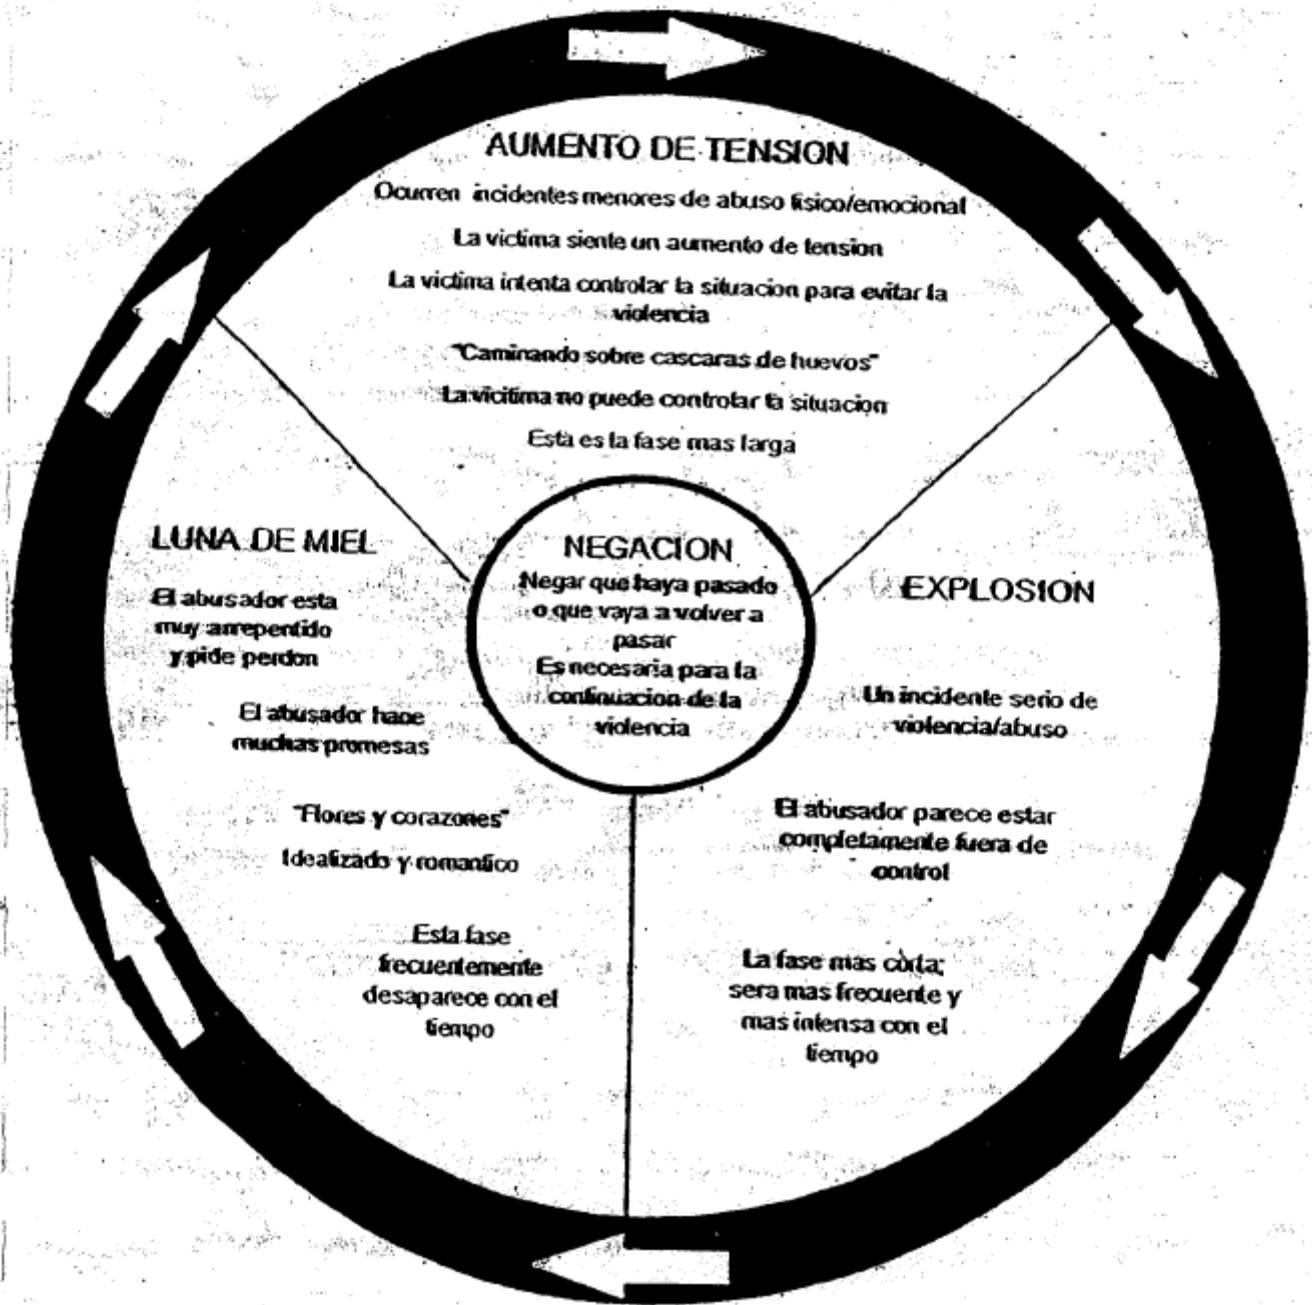 AUMENTO DE TENSION
Ocurren incidentes menores de abuso fisico/emocional
La victima siente un aumento de tension
La victima intenta controlar la situacion para evitar la
violencia
"Caminando sobre cascaras de huevos"
La vicitima no puede controlar la situacion
Esta es la fase mas larga
NEGACION
Negar que haya pasado
o que vaya a volver a
pasar
Es necesaria para la
continuacion de la
violencia
EXPLOSION
Un incidente serio de
violencia/abuso
El abusador parece estar
completamente fuera de
control
La fase mas corta;
sera mas frecuente y
mas intensa con el
tiempo
LUNA DE MIEL
El abusador esta
muy arrepentido
y pide perdon
El abusador hace
muchas promesas
"Flores y corazones"
Idealizado y romantico
Esta fase
frecuentemente
desaparece con el
tiempo